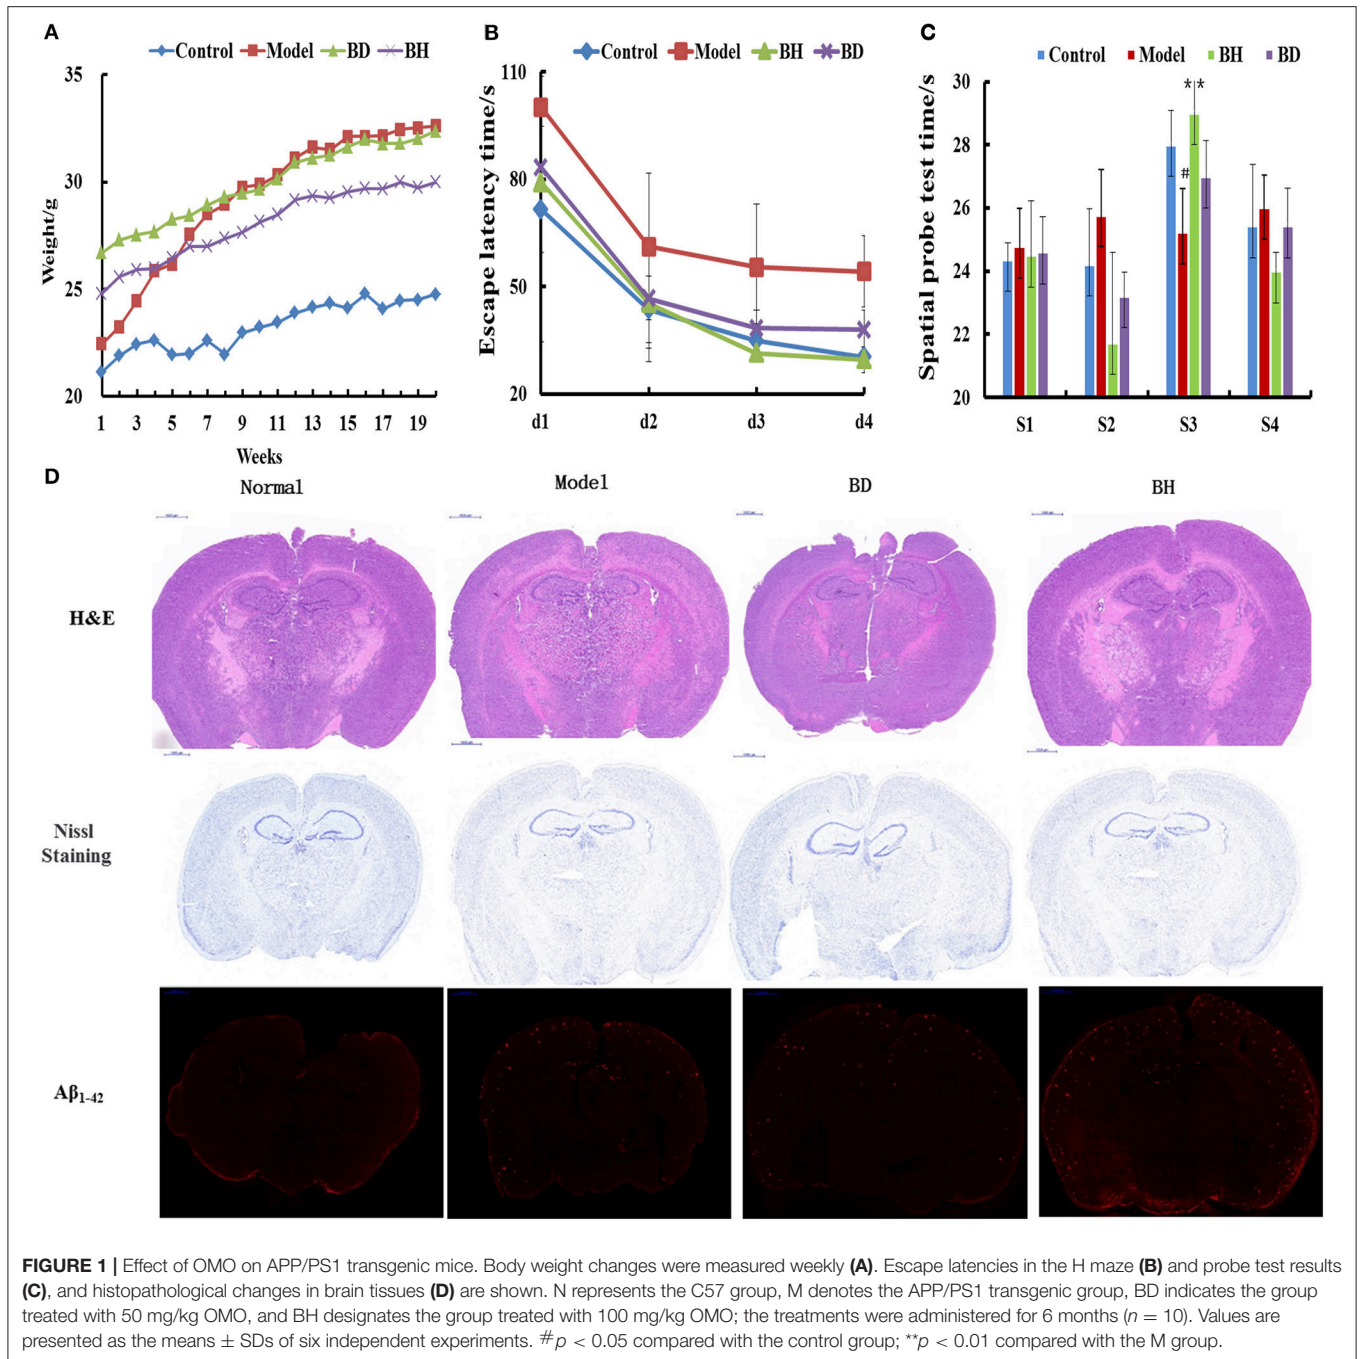 A
Control Model BD BH
35
30
25
20
Weight/g
1 3 5 7 9 11 13 15 17 19
Weeks
B
Control Model BH BD
110
80
50
20
Escape latency time/s
d1 d2 d3 d4
C
Control Model BH BD
30
28
26
24
22
20
Spatial probe test time/s
**
#
S1 S2 S3 S4
D
Normal Model BD BH
H&E
Nissl
Staining
Aβ1-42
FIGURE 1 | Effect of OMO on APP/PS1 transgenic mice. Body weight changes were measured weekly (A). Escape latencies in the H maze (B) and probe test results
(C), and histopathological changes in brain tissues (D) are shown. N represents the C57 group, M denotes the APP/PS1 transgenic group, BD indicates the group
treated with 50 mg/kg OMO, and BH designates the group treated with 100 mg/kg OMO; the treatments were administered for 6 months (n = 10). Values are
presented as the means ± SDs of six independent experiments. #p < 0.05 compared with the control group; **p < 0.01 compared with the M group.